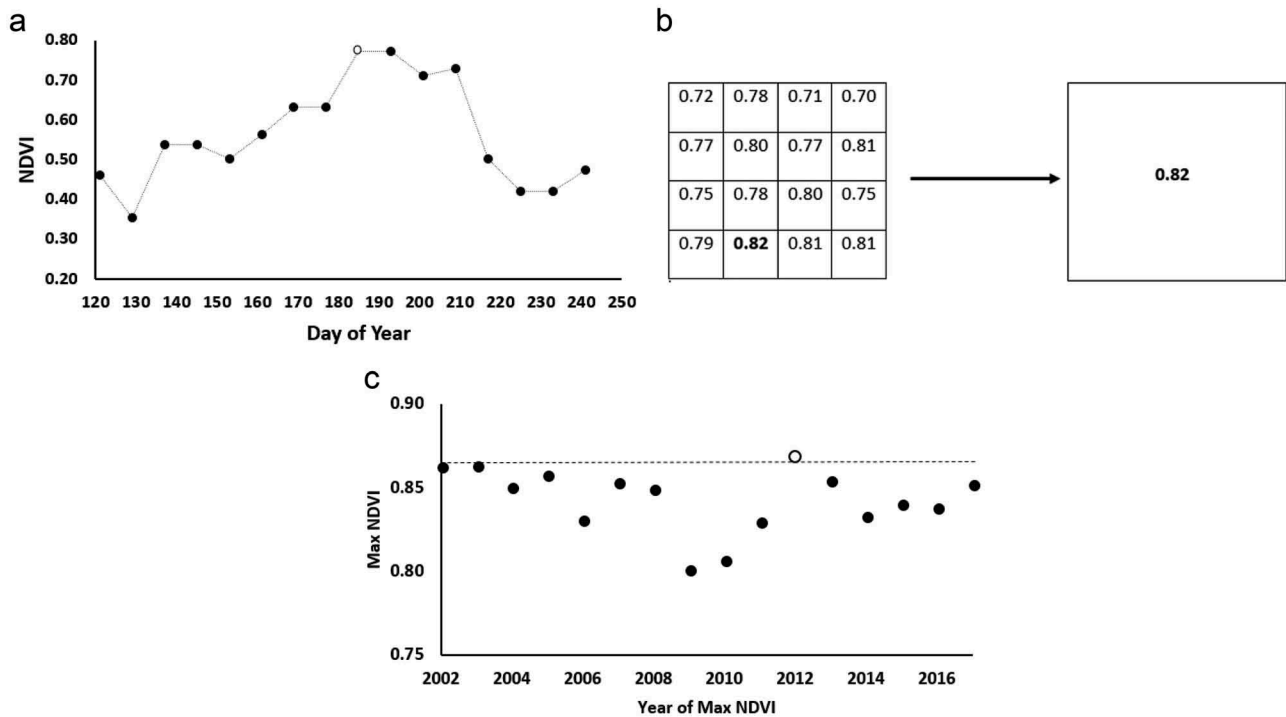 a
0.80
0.70
0.60
0.50
0.40
0.30
0.20
NDVI
120 130 140 150 160 170 180 190 200 210 220 230 240 250
Day of Year
b
0.72 0.78 0.71 0.70
0.77 0.80 0.77 0.81
0.75 0.78 0.80 0.75
0.79 0.82 0.81 0.81
0.82
c
0.90
0.85
0.80
0.75
Max NDVI
2002 2004 2006 2008 2010 2012 2014 2016
Year of Max NDVI